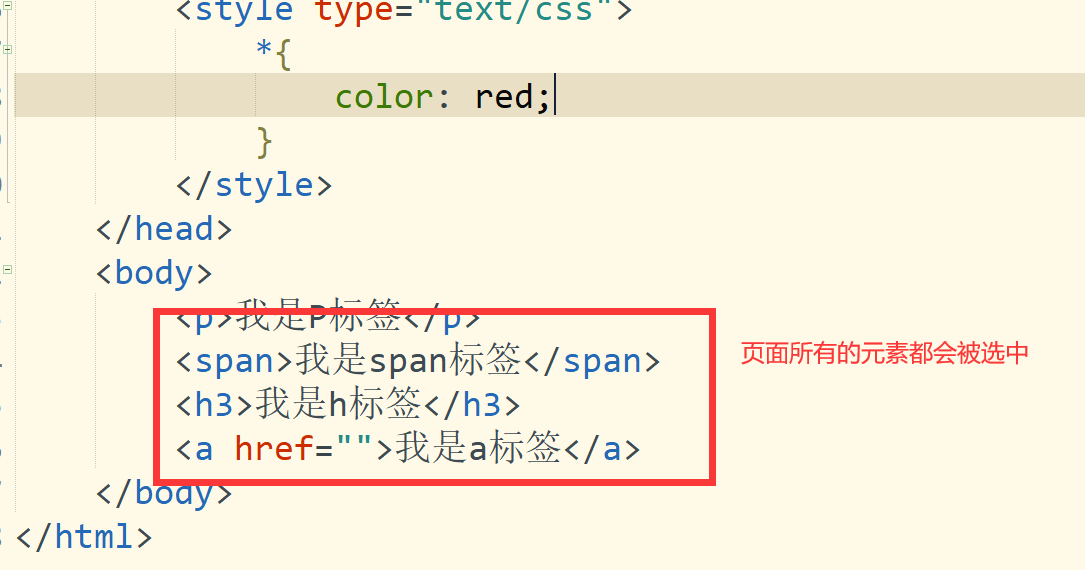 <style type="text/css">
*{
color: red;
}
</style>
</head>
<body>
<p>我是P标签</p>
<span>我是span标签</span>
页面所有的元素都会被选中
<h3>我是h标签</h3>
<a href="">我是a标签</a>
</body>
</html>